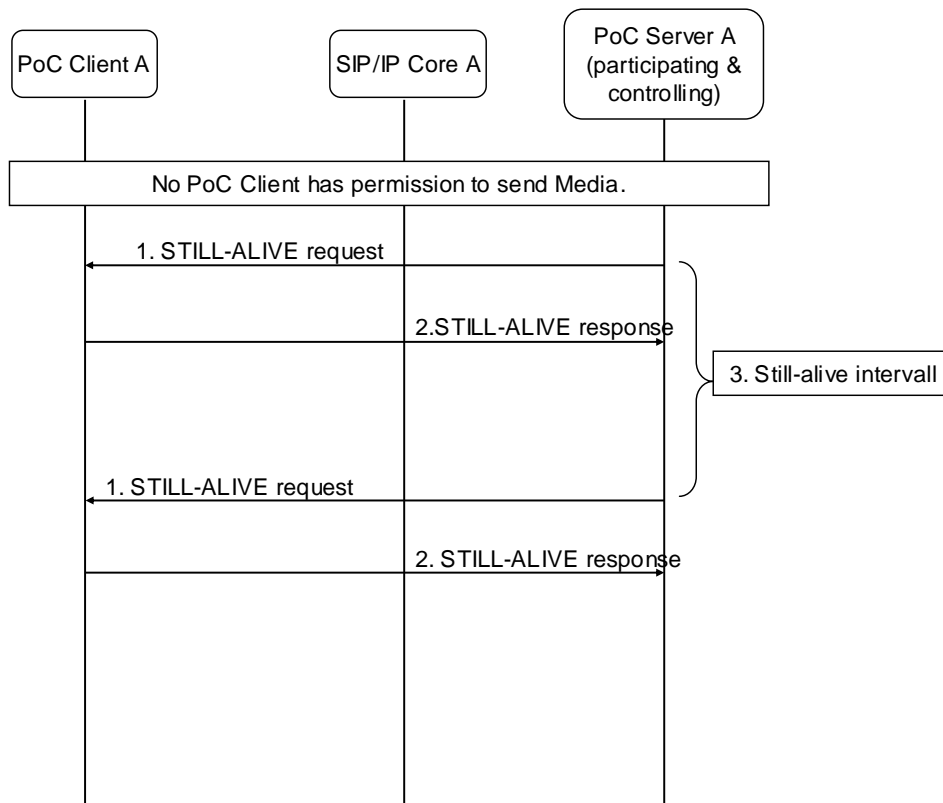 PoC Client A
SIP/IP Core A
PoC Server A
(participating &
controlling)
No PoC Client has permission to send Media.
1. STILL-ALIVE request
2.STILL-ALIVE response
3. Still-alive intervall
1. STILL-ALIVE request
2. STILL-ALIVE response